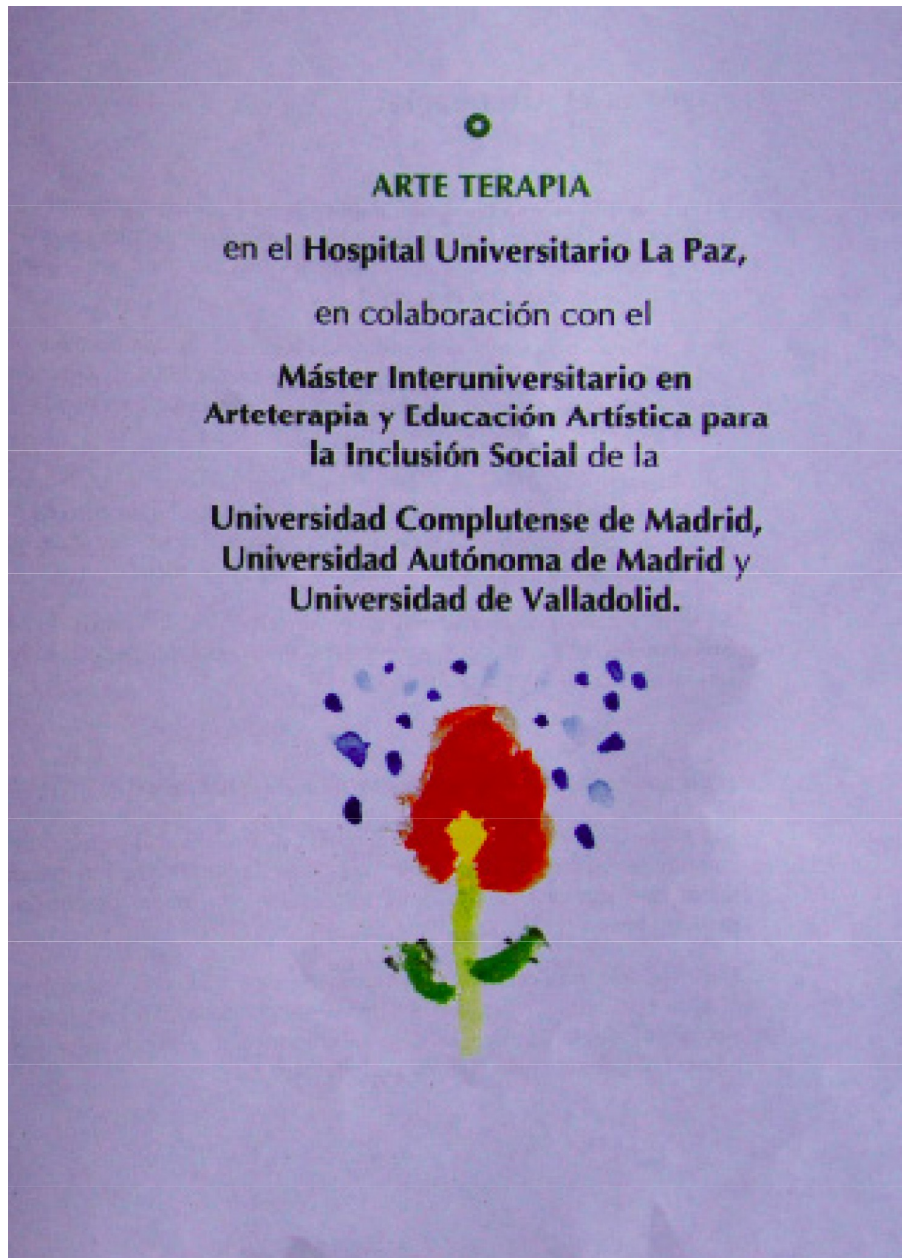 ARTE TERAPIA
en el Hospital Universitario La Paz,
en colaboración con el
Máster Interuniversitario en
Arteterapia y Educación Artística para
la Inclusión Social de la
Universidad Complutense de Madrid,
Universidad Autónoma de Madrid y
Universidad de Valladolid.